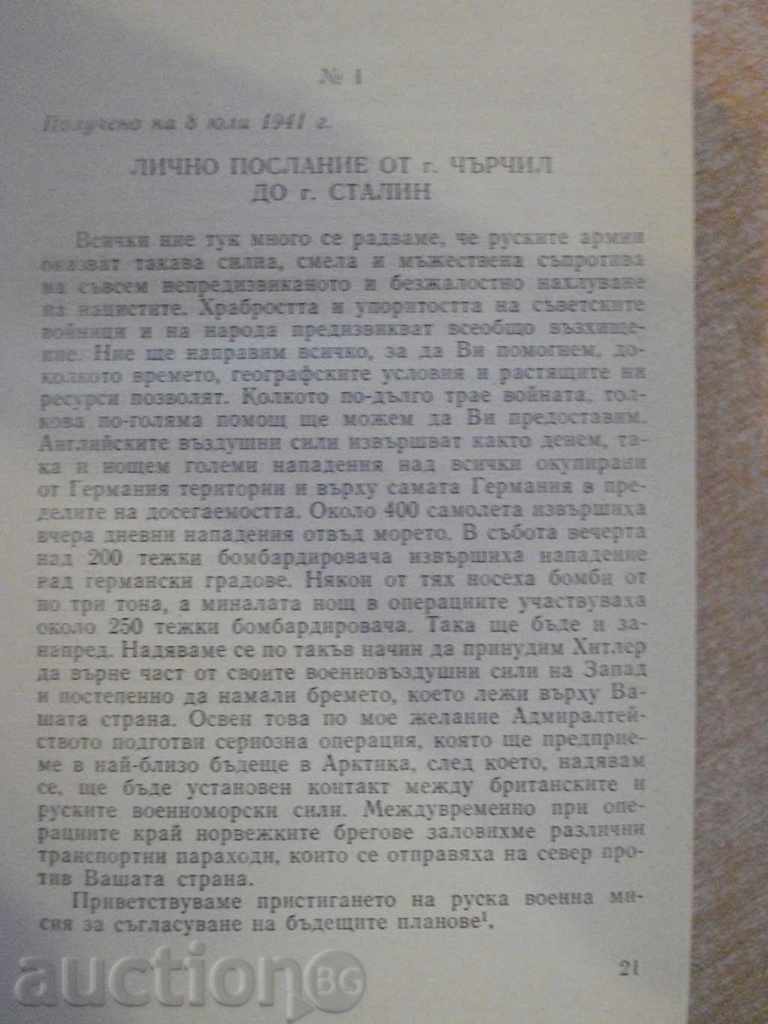 № 1
Получено на 8 юли 1941 г.
ЛИЧНО ПОСЛАНИЕ ОТ г. ЧЪРЧИЛ
ДО г. СТАЛИН
Всички ние тук много се радваме, че руските армии
оказват такава силна, смела и мъжествена съпротива
на съвсем непредизвиканото и безжалостно нахлуване
на нацистите. Храбростта и упоритостта на съветските
войници и на народа предизвикват всеобщо възхище-
ние. Ние ще направим всичко, за да Ви помогнем, до-
колкото времето, географските условия и растящите ни
ресурси позволят. Колкото по-дълго трае войната, тол-
кова по-голяма помощ ще можем да Ви предоставим.
Английските въздушни сили извършват както денем, та-
ка и нощем големи нападения над всички окупирани
от Германия територии и върху самата Германия в пре-
делите на досегаемостта. Около 400 самолета извършиха
вчера дневни нападения отвъд морето. В събота вечерта
над 200 тежки бомбардировача извършиха нападение
над германски градове. Някои от тях носеха бомби от
по три тона, а миналата нощ в операциите участвуваха
около 250 тежки бомбардировача. Така ще бъде и за-
напред. Надяваме се по такъв начин да принудим Хитлер
да върне част от своите военновъздушни сили на Запад
и постепенно да намали бремето, което лежи върху Ва-
шата страна. Освен това по мое желание Адмиралтей-
ството подготви сериозна операция, която ще предприе-
ме в най-близо бъдеще в Арктика, след което, надявам
се, ще бъде установен контакт между британските и
руските военноморски сили. Междувременно при опе-
рациите край норвежките брегове заловихме различни
транспортни параходи, които се отправяха на север про-
тив Вашата страна.
Приветствуваме пристигането на руска военна ми-
сия за съгласуване на бъдещите планове¹.
21
auction BG